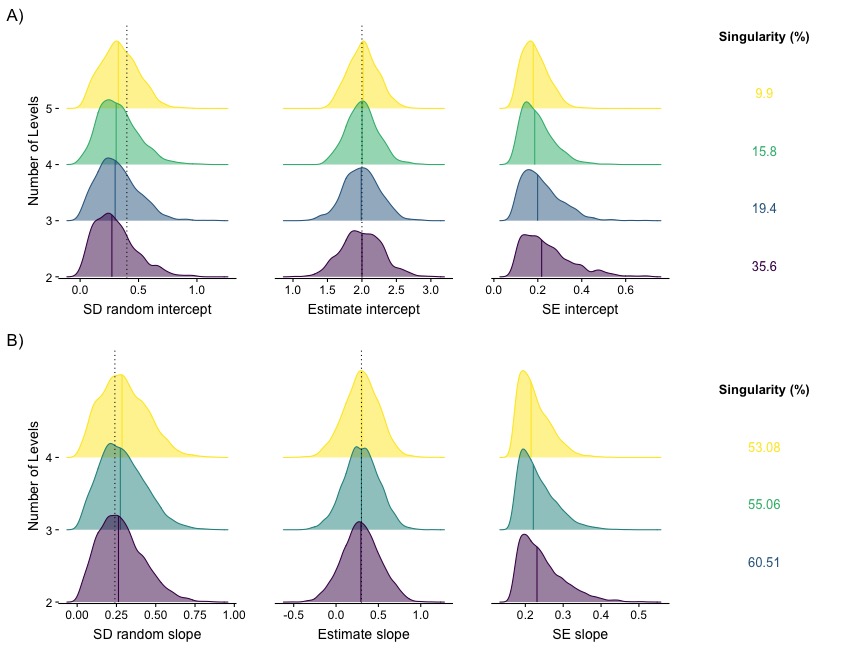 A)
Singularity (%)
Number of Levels
5
4
3
2
9.9
15.8
19.4
35.6
0.0 0.5 1.0
1.0 1.5 2.0 2.5 3.0
0.0 0.2 0.4 0.6
SD random intercept
Estimate intercept
SE intercept
B)
Singularity (%)
Number of Levels
4
3
2
53.08
55.06
60.51
0.00 0.25 0.50 0.75 1.00
-0.5 0.0 0.5 1.0
0.2 0.3 0.4 0.5
SD random slope
Estimate slope
SE slope